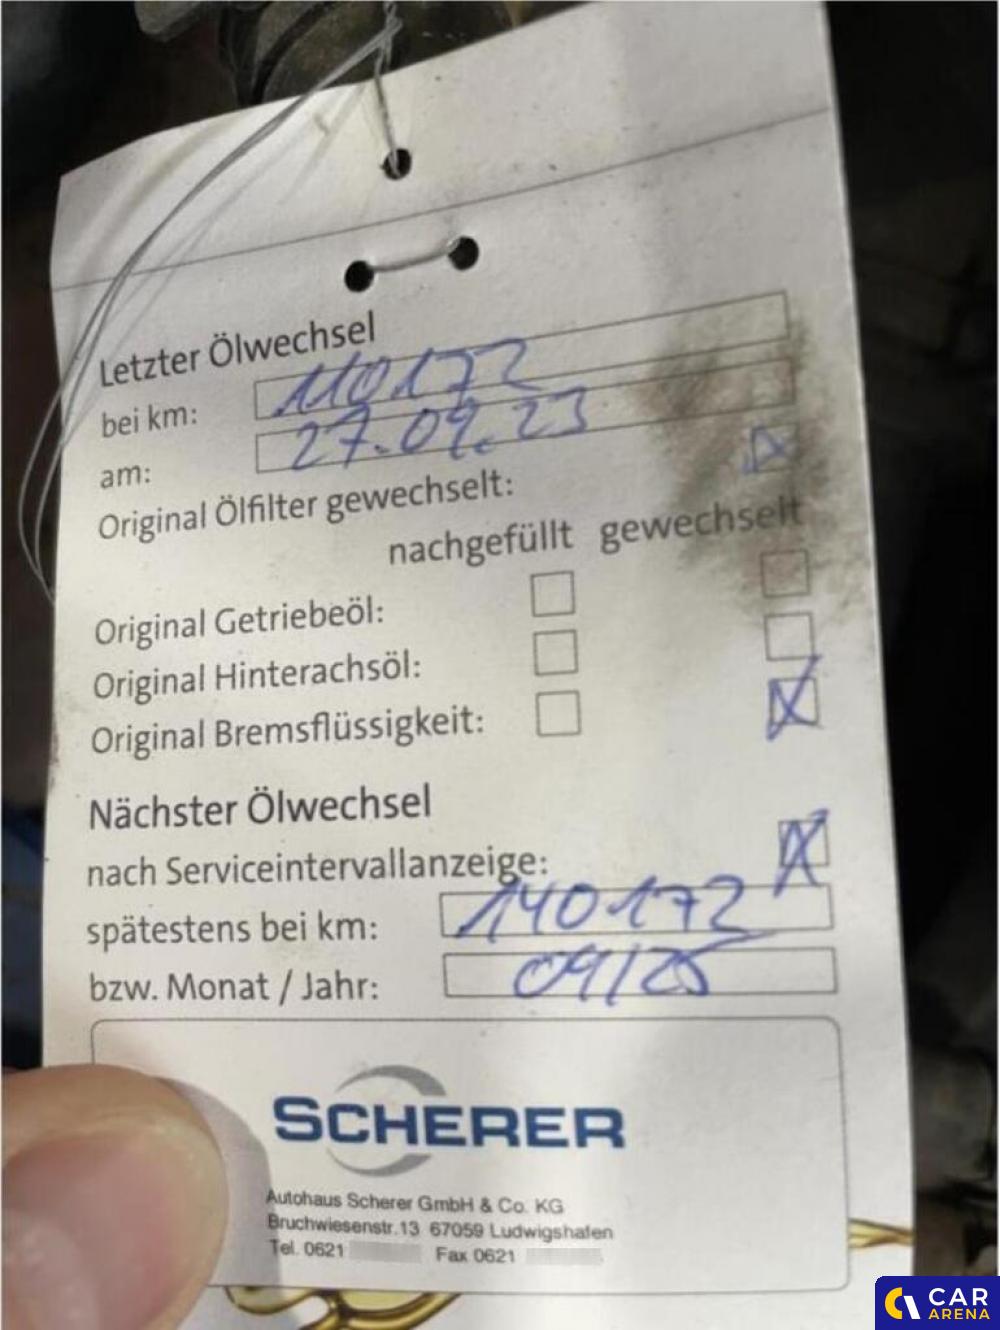 Letzter Ölwechsel
bei km: 110172
am: 27.09.23
Original Ölfilter gewechselt:
nachgefüllt gewechselt
Original Getriebeöl:
Original Hinterachsöl:
Original Bremsflüssigkeit:
Nächster Ölwechsel
nach Serviceintervallanzeige:
spätestens bei km: 140172
bzw. Monat / Jahr: 09/25
SCHERER
Autohaus Scherer GmbH & Co. KG
Bruchwiesenstr.13 67059 Ludwigshafen
Tel. 0621 Fax 0621
CAR
ARENA